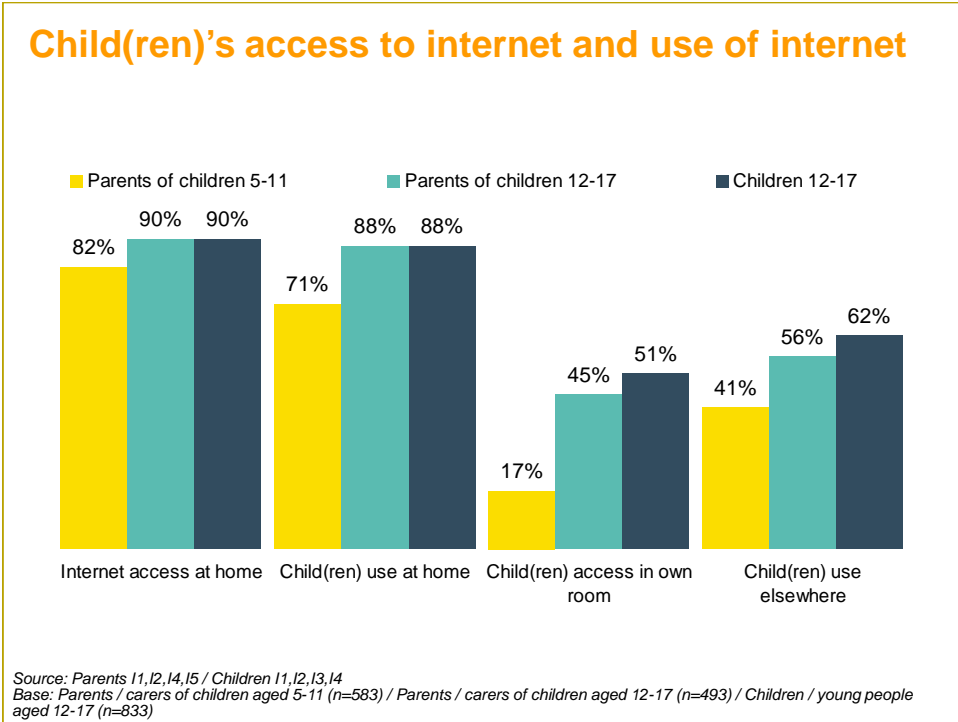 Child(ren)’s access to internet and use of internet
Parents of children 5-11
Parents of children 12-17
Children 12-17
82%
90%
90%
71%
88%
88%
17%
45%
51%
41%
56%
62%
Internet access at home
Child(ren) use at home
Child(ren) access in own
room
Child(ren) use
elsewhere
Source: Parents I1,I2,I4,I5 / Children I1,I2,I3,I4
Base: Parents / carers of children aged 5-11 (n=583) / Parents / carers of children aged 12-17 (n=493) / Children / young people
aged 12-17 (n=833)